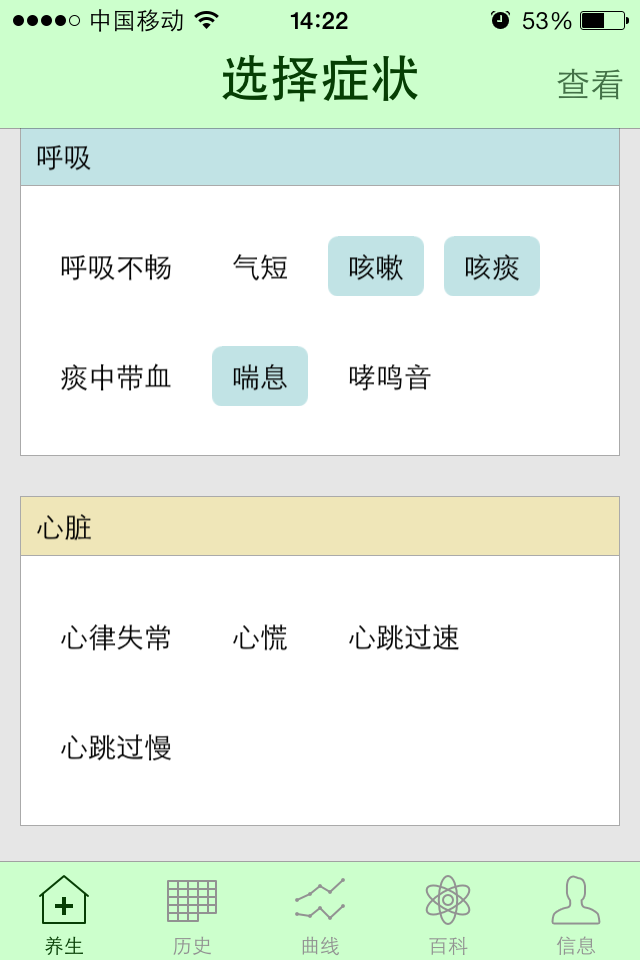 中国移动 14:22 53%
选择症状 查看
呼吸
呼吸不畅 气短 咳嗽 咳痰
痰中带血 喘息 哮鸣音
心脏
心律失常 心慌 心跳过速
心跳过慢
养生 历史 曲线 百科 信息